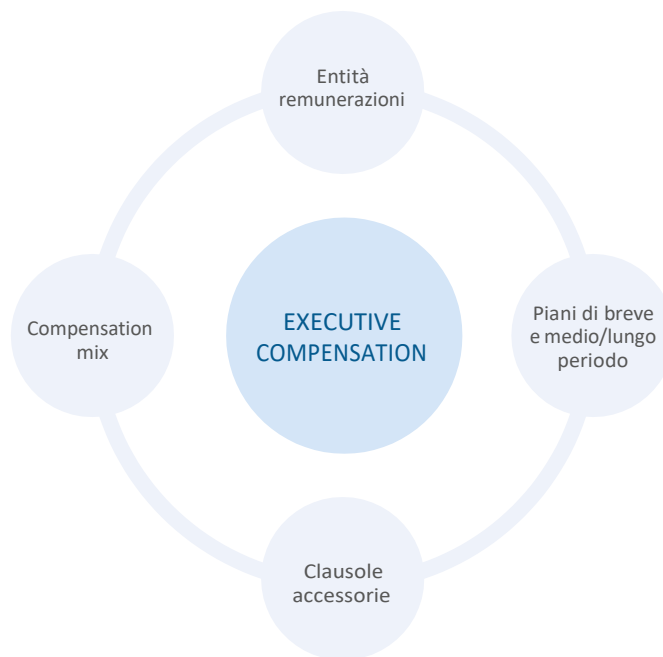 Entità
remunerazioni
Compensation
mix
EXECUTIVE
COMPENSATION
Piani di breve
e medio/lungo
periodo
Clausole
accessorie